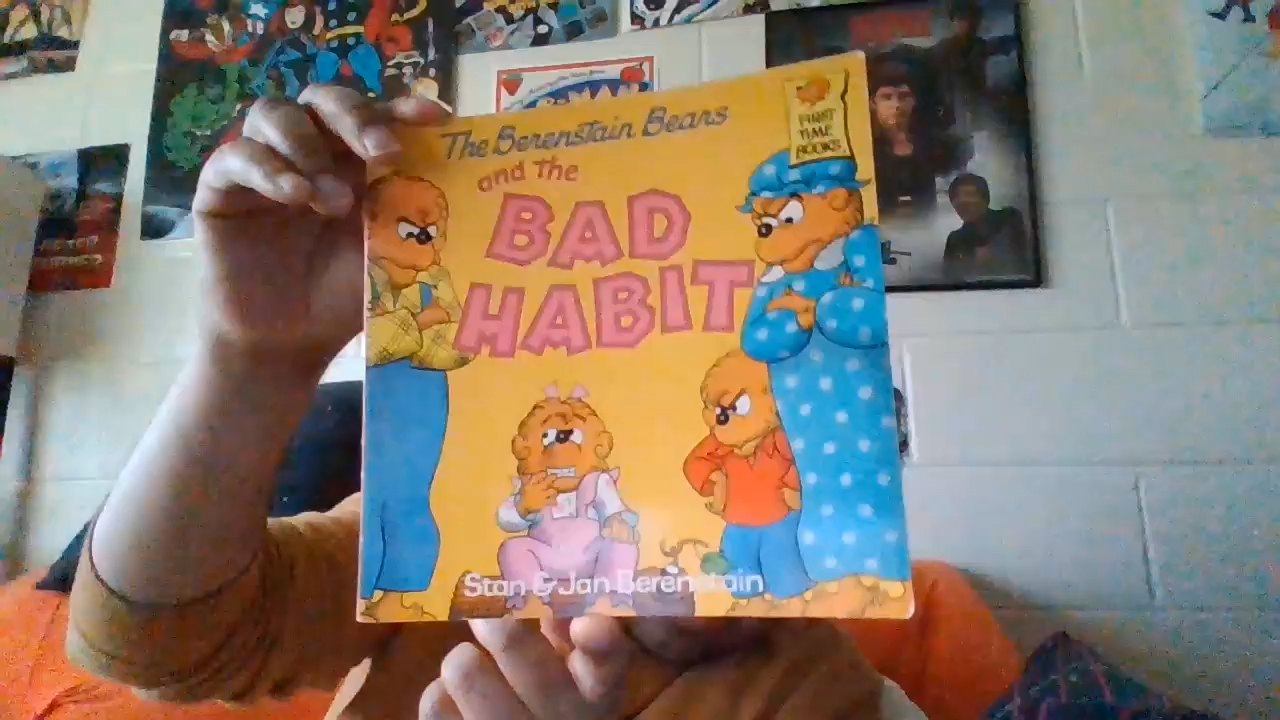 The Berenstain Bears
and The
BAD
HABIT
FIRST
TIME
BOOKS
Stan & Jan Berenstain